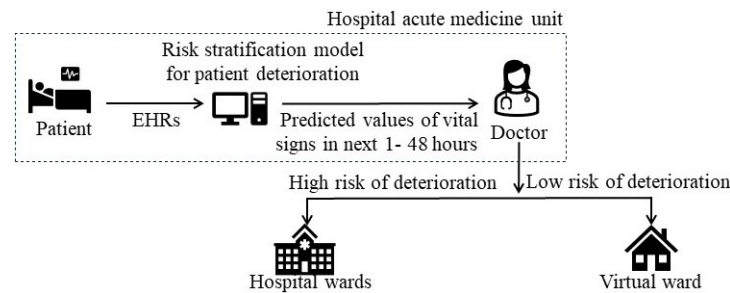 Hospital acute medicine unit
Risk stratification model
for patient deterioration
Patient
EHRs
Predicted values of vital
signs in next 1- 48 hours
Doctor
High risk of deterioration
Low risk of deterioration
Hospital wards
Virtual ward